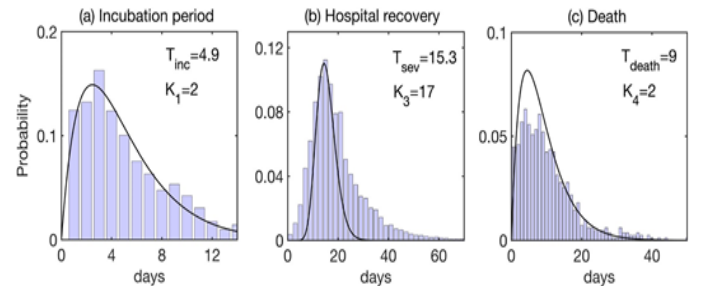 (a) Incubation period
(b) Hospital recovery
(c) Death
Probability
0.2
0.1
0
T_inc=4.9
K_1=2
0
4
8
12
days
0.12
0.08
0.04
0
T_sev=15.3
K_3=17
0
20
40
60
days
0.1
0.05
0
T_death=9
K_4=2
0
20
40
days